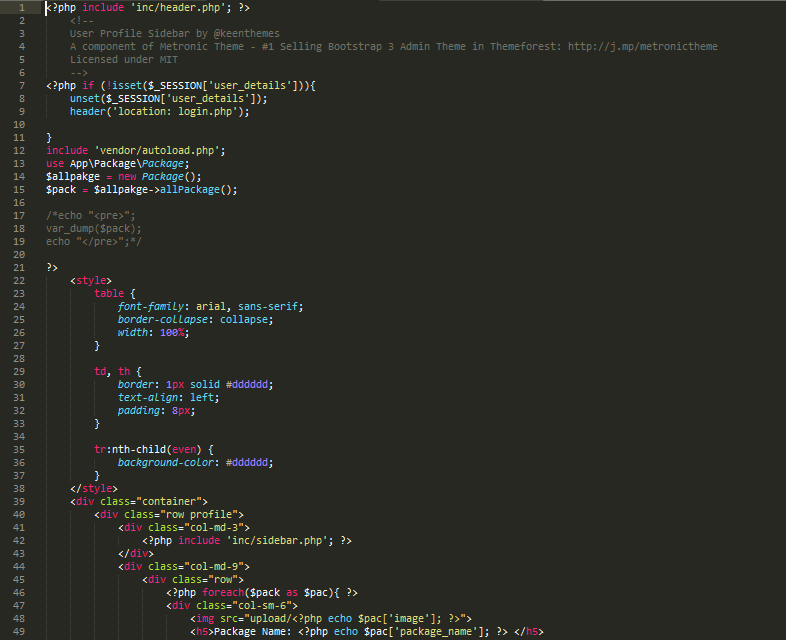 1 <?php include 'inc/header.php'; ?>
2 <!--
3 User Profile Sidebar by @keenthemes
4 A component of Metronic Theme - #1 Selling Bootstrap 3 Admin Theme in Themeforest: http://j.mp/metronictheme
5 Licensed under MIT
6 -->
7 <?php if (!isset($_SESSION['user_details'])){
8 unset($_SESSION['user_details']);
9 header('location: login.php');
10
11 }
12 include 'vendor/autoload.php';
13 use App\Package\Package;
14 $allpakge = new Package();
15 $pack = $allpakge->allPackage();
16
17 /*echo "<pre>";
18 var_dump($pack);
19 echo "</pre>";*/
20
21 ?>
22 <style>
23 table {
24 font-family: arial, sans-serif;
25 border-collapse: collapse;
26 width: 100%;
27 }
28
29 td, th {
30 border: 1px solid #dddddd;
31 text-align: left;
32 padding: 8px;
33 }
34
35 tr:nth-child(even) {
36 background-color: #dddddd;
37 }
38 </style>
39 <div class="container">
40 <div class="row profile">
41 <div class="col-md-3">
42 <?php include 'inc/sidebar.php'; ?>
43 </div>
44 <div class="col-md-9">
45 <div class="row">
46 <?php foreach($pack as $pac){ ?>
47 <div class="col-sm-6">
48 <img src="upload/<?php echo $pac['image']; ?>">
49 <h5>Package Name: <?php echo $pac['package_name']; ?> </h5>